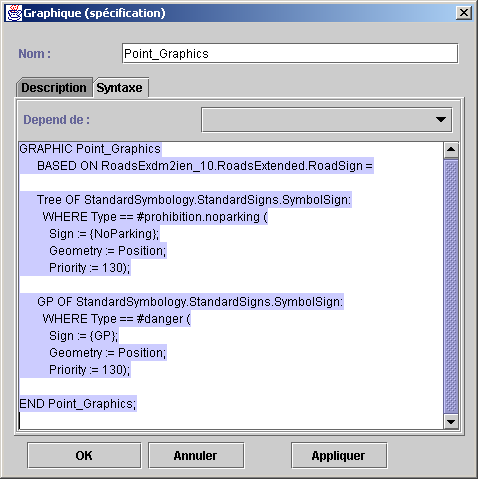 Graphique (spécification)
Nom :
Point_Graphics
Description
Syntaxe
Depend de :
GRAPHIC Point_Graphics
BASED ON RoadsExdm2ien_10.RoadsExtended.RoadSign =
Tree OF StandardSymbology.StandardSigns.SymbolSign:
WHERE Type == #prohibition.noparking (
Sign := {NoParking};
Geometry := Position;
Priority := 130);
GP OF StandardSymbology.StandardSigns.SymbolSign:
WHERE Type == #danger (
Sign := {GP};
Geometry := Position;
Priority := 130);
END Point_Graphics;
OK
Annuler
Appliquer